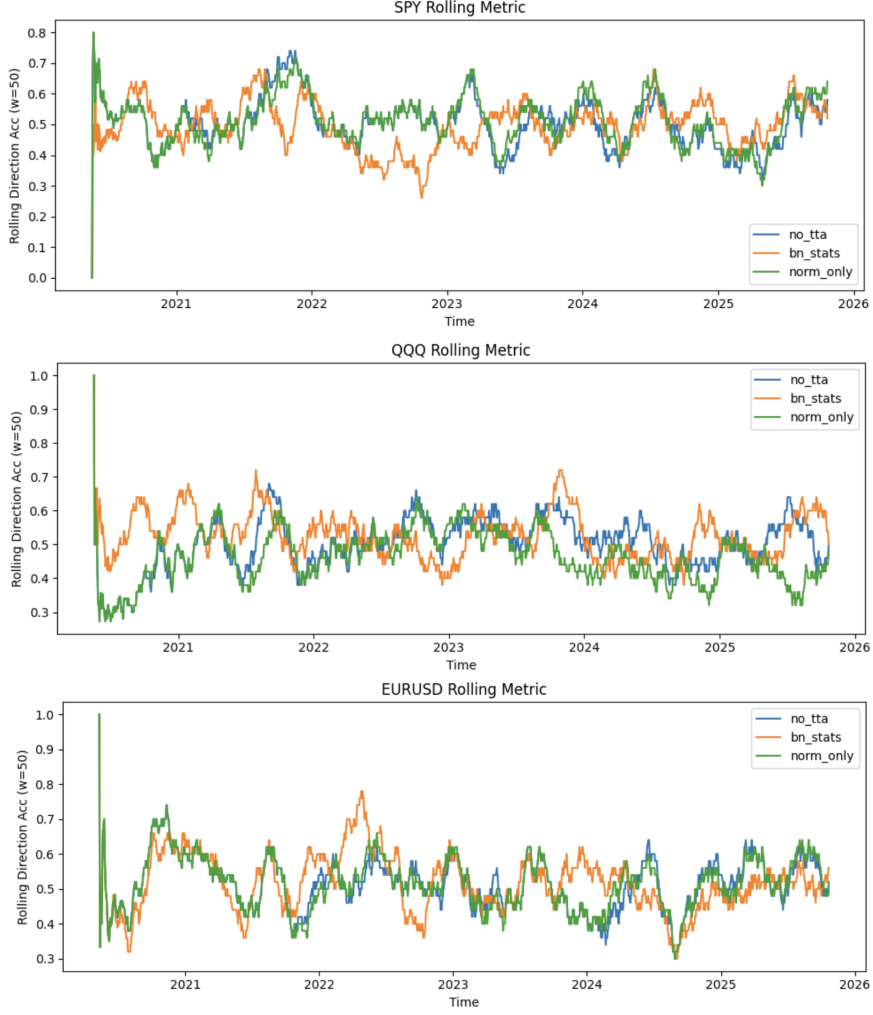 SPY Rolling Metric
Rolling Direction Acc (w=50)
0.8
0.7
0.6
0.5
0.4
0.3
0.2
0.1
0.0
no_tta
bn_stats
norm_only
2021
2022
2023
2024
2025
2026
Time
QQQ Rolling Metric
Rolling Direction Acc (w=50)
1.0
0.9
0.8
0.7
0.6
0.5
0.4
0.3
no_tta
bn_stats
norm_only
2021
2022
2023
2024
2025
2026
Time
EURUSD Rolling Metric
Rolling Direction Acc (w=50)
1.0
0.9
0.8
0.7
0.6
0.5
0.4
0.3
no_tta
bn_stats
norm_only
2021
2022
2023
2024
2025
2026
Time